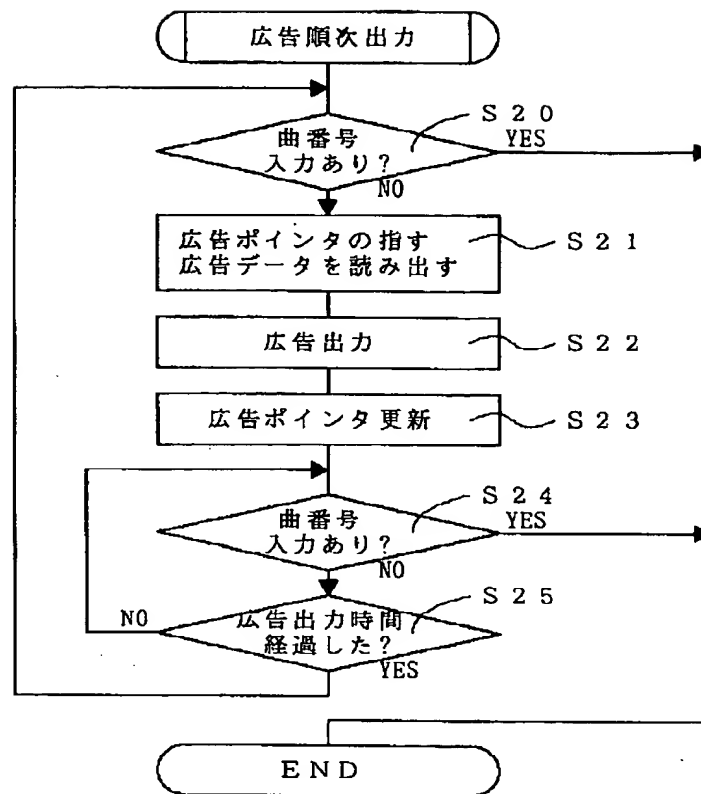 広告順次出力
S20
曲番号
入力あり?
YES
NO
広告ポインタの指す
広告データを読み出す
S21
広告出力
S22
広告ポインタ更新
S23
S24
曲番号
入力あり?
YES
NO
S25
広告出力時間
経過した?
NO
YES
END